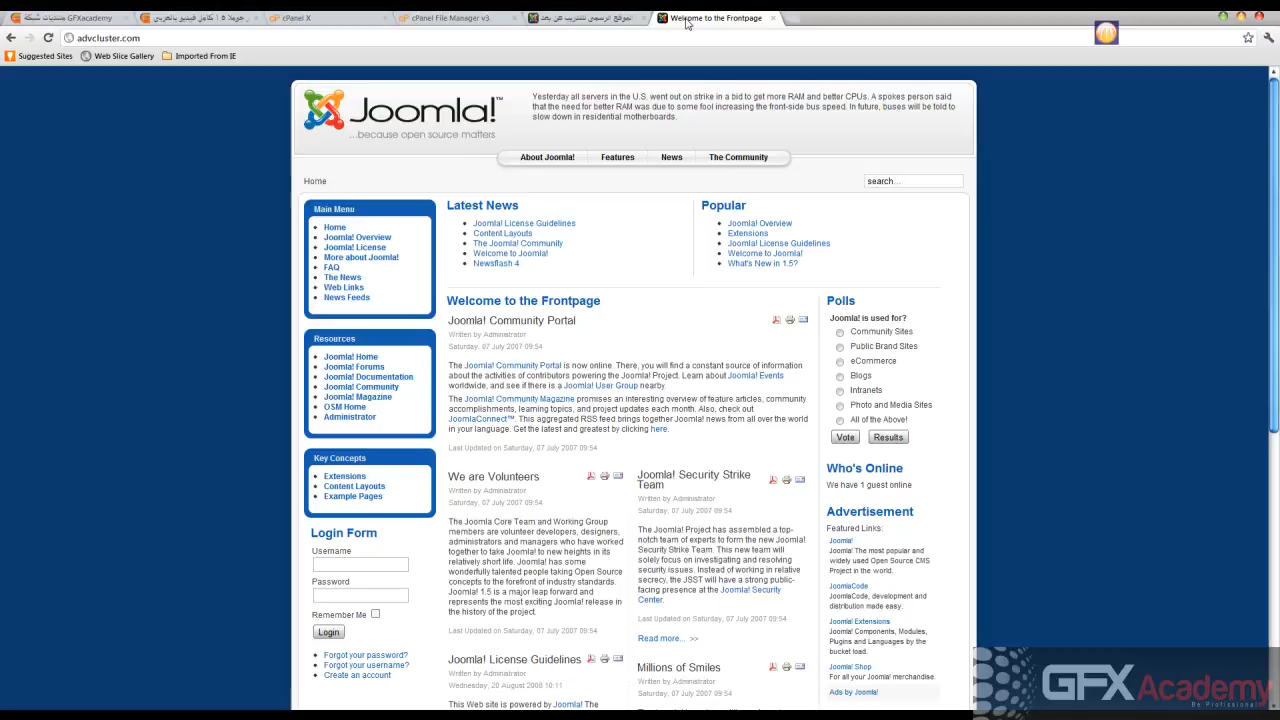 منتديات شبكة GFXacademy
جوملا ١٥ كامل فيديو بالعربي
cPanel X
cPanel File Manager v3
الموقع الرسمي للتدريب عن بعد
Welcome to the Frontpage
advcluster.com
Suggested Sites
Web Slice Gallery
Imported From IE
Joomla!™
...because open source matters
Yesterday all servers in the U.S. went out on strike in a bid to get more RAM and better CPUs. A spokes person said
that the need for better RAM was due to some fool increasing the front-side bus speed. In future, buses will be told to
slow down in residential motherboards.
About Joomla!
Features
News
The Community
Home
search...
Main Menu
Home
Joomla! Overview
Joomla! License
More about Joomla!
FAQ
The News
Web Links
News Feeds
Resources
Joomla! Home
Joomla! Forums
Joomla! Documentation
Joomla! Community
Joomla! Magazine
OSM Home
Administrator
Key Concepts
Extensions
Content Layouts
Example Pages
Login Form
Username
Password
Remember Me
Login
Forgot your password?
Forgot your username?
Create an account
Latest News
Joomla! License Guidelines
Content Layouts
The Joomla! Community
Welcome to Joomla!
Newsflash 4
Popular
Joomla! Overview
Extensions
Joomla! License Guidelines
Welcome to Joomla!
What's New in 1.5?
Welcome to the Frontpage
Joomla! Community Portal
Written by Administrator
Saturday, 07 July 2007 09:54
The Joomla! Community Portal is now online. There, you will find a constant source of information
about the activities of contributors powering the Joomla! Project. Learn about Joomla! Events
worldwide, and see if there is a Joomla! User Group nearby.
The Joomla! Community Magazine promises an interesting overview of feature articles, community
accomplishments, learning topics, and project updates each month. Also, check out
JoomlaConnect™. This aggregated RSS feed brings together Joomla! news from all over the world
in your language. Get the latest and greatest by clicking here.
Last Updated on Saturday, 07 July 2007 09:54
We are Volunteers
Written by Administrator
Saturday, 07 July 2007 09:54
The Joomla Core Team and Working Group
members are volunteer developers, designers,
administrators and managers who have worked
together to take Joomla! to new heights in its
relatively short life. Joomla! has some
wonderfully talented people taking Open Source
concepts to the forefront of industry standards.
Joomla! 1.5 is a major leap forward and
represents the most exciting Joomla! release in
the history of the project.
Last Updated on Saturday, 07 July 2007 09:54
Joomla! License Guidelines
Written by Administrator
Wednesday, 20 August 2008 10:11
This Web site is powered by Joomla! The
Joomla! Security Strike
Team
Written by Administrator
Saturday, 07 July 2007 09:54
The Joomla! Project has assembled a top-
notch team of experts to form the new Joomla!
Security Strike Team. This new team will
solely focus on investigating and resolving
security issues. Instead of working in relative
secrecy, the JSST will have a strong public-
facing presence at the Joomla! Security
Center.
Last Updated on Saturday, 07 July 2007 09:54
Read more... >>
Millions of Smiles
Written by Administrator
Saturday, 07 July 2007 09:54
Polls
Joomla! is used for?
Community Sites
Public Brand Sites
eCommerce
Blogs
Intranets
Photo and Media Sites
All of the Above!
Vote
Results
Who's Online
We have 1 guest online
Advertisement
Featured Links:
Joomla!
Joomla! The most popular and
widely used Open Source CMS
Project in the world.
JoomlaCode
JoomlaCode, development and
distribution made easy.
Joomla! Extensions
Joomla! Components, Modules,
Plugins and Languages by the
bucket load.
Joomla! Shop
For all your Joomla! merchandise.
Ads by Joomla!
GFXAcademy
Be Professional